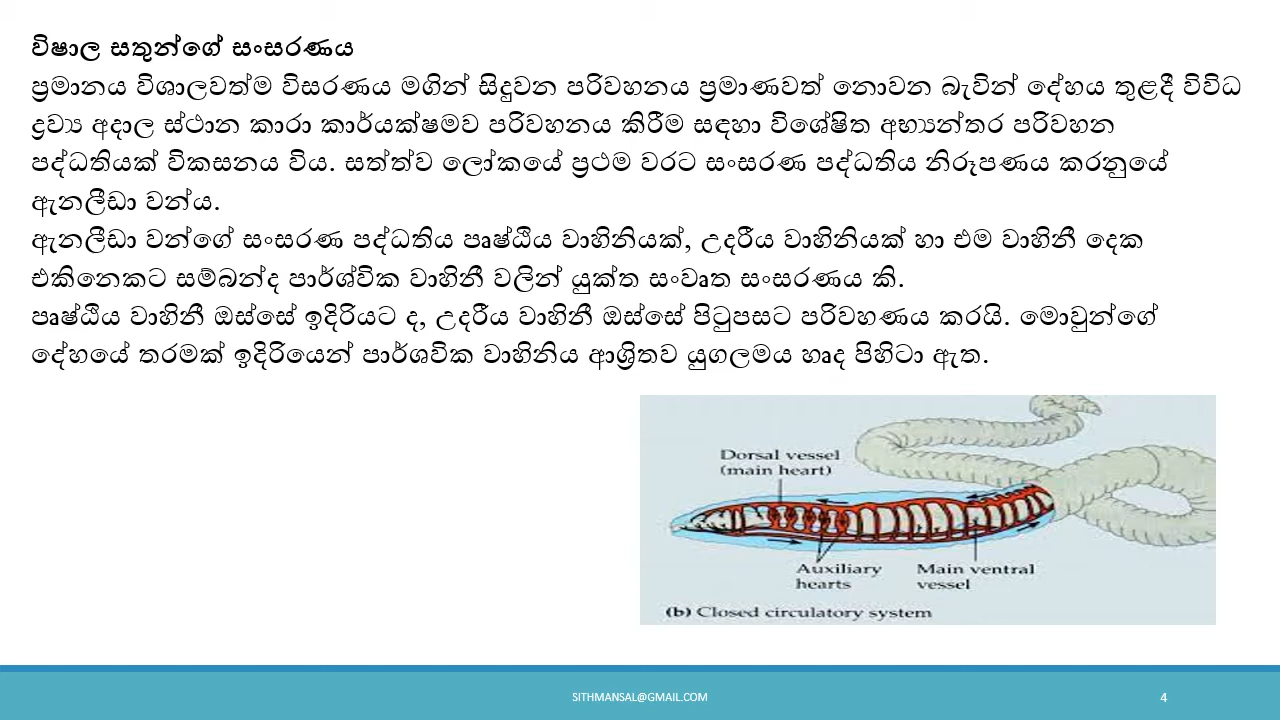 විෂාල සතුන්ගේ සංසරණය
ප්‍රමානය විශාලවත්ම විසරණය මගින් සිදුවන පරිවහනය ප්‍රමාණවත් නොවන බැවින් දේහය තුළදී විවිධ
ද්‍රව්‍ය අදාල ස්ථාන කාරා කාර්යක්ෂමව පරිවහනය කිරීම සඳහා විශේෂිත අභ්‍යන්තර පරිවහන
පද්ධතියක් විකසනය විය. සත්ත්ව ලෝකයේ ප්‍රථම වරට සංසරණ පද්ධතිය නිරූපණය කරනුයේ
ඇනලීඩා වන්ය.
ඇනලීඩා වන්ගේ සංසරණ පද්ධතිය පෘෂ්ඨීය වාහිනියක්, උදරීය වාහිනියක් හා එම වාහිනී දෙක
එකිනෙකට සම්බන්ද පාර්ශ්වික වාහිනී වලින් යුක්ත සංවෘත සංසරණය කි.
පෘෂ්ඨීය වාහිනී ඔස්සේ ඉදිරියට ද, උදරීය වාහිනී ඔස්සේ පිටුපසට පරිවහණය කරයි. මොවුන්ගේ
දේහයේ තරමක් ඉදිරියෙන් පාර්ශවික වාහිනිය ආශ්‍රිතව යුගලමය හෘද පිහිටා ඇත.
Dorsal vessel
(main heart)
Auxiliary
hearts
Main ventral
vessel
(b) Closed circulatory system
SITHMANSAL@GMAIL.COM
4